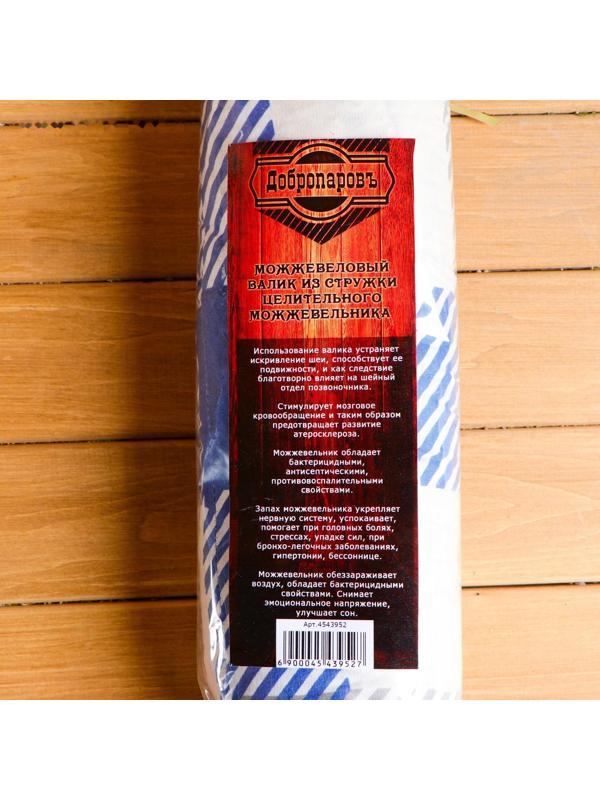 Добропаровъ
МОЖЖЕВЕЛОВЫЙ
ВАЛИК ИЗ СТРУЖКИ
ЦЕЛИТЕЛЬНОГО
МОЖЖЕВЕЛЬНИКА
Использование валика устраняет
искривление шеи, способствует ее
подвижности, и как следствие
благотворно влияет на шейный
отдел позвоночника.
Стимулирует мозговое
кровообращение и таким образом
предотвращает развитие
атеросклероза.
Можжевельник обладает
бактерицидными,
антисептическими,
противовоспалительными
свойствами.
Запах можжевельника укрепляет
нервную систему, успокаивает,
помогает при головных болях,
стрессах, упадке сил, при
бронхо-легочных заболеваниях,
гипертонии, бессоннице.
Можжевельник обеззараживает
воздух, обладает бактерицидными
свойствами. Снимает
эмоциональное напряжение,
улучшает сон.
Арт.4543952
6 900045 439527